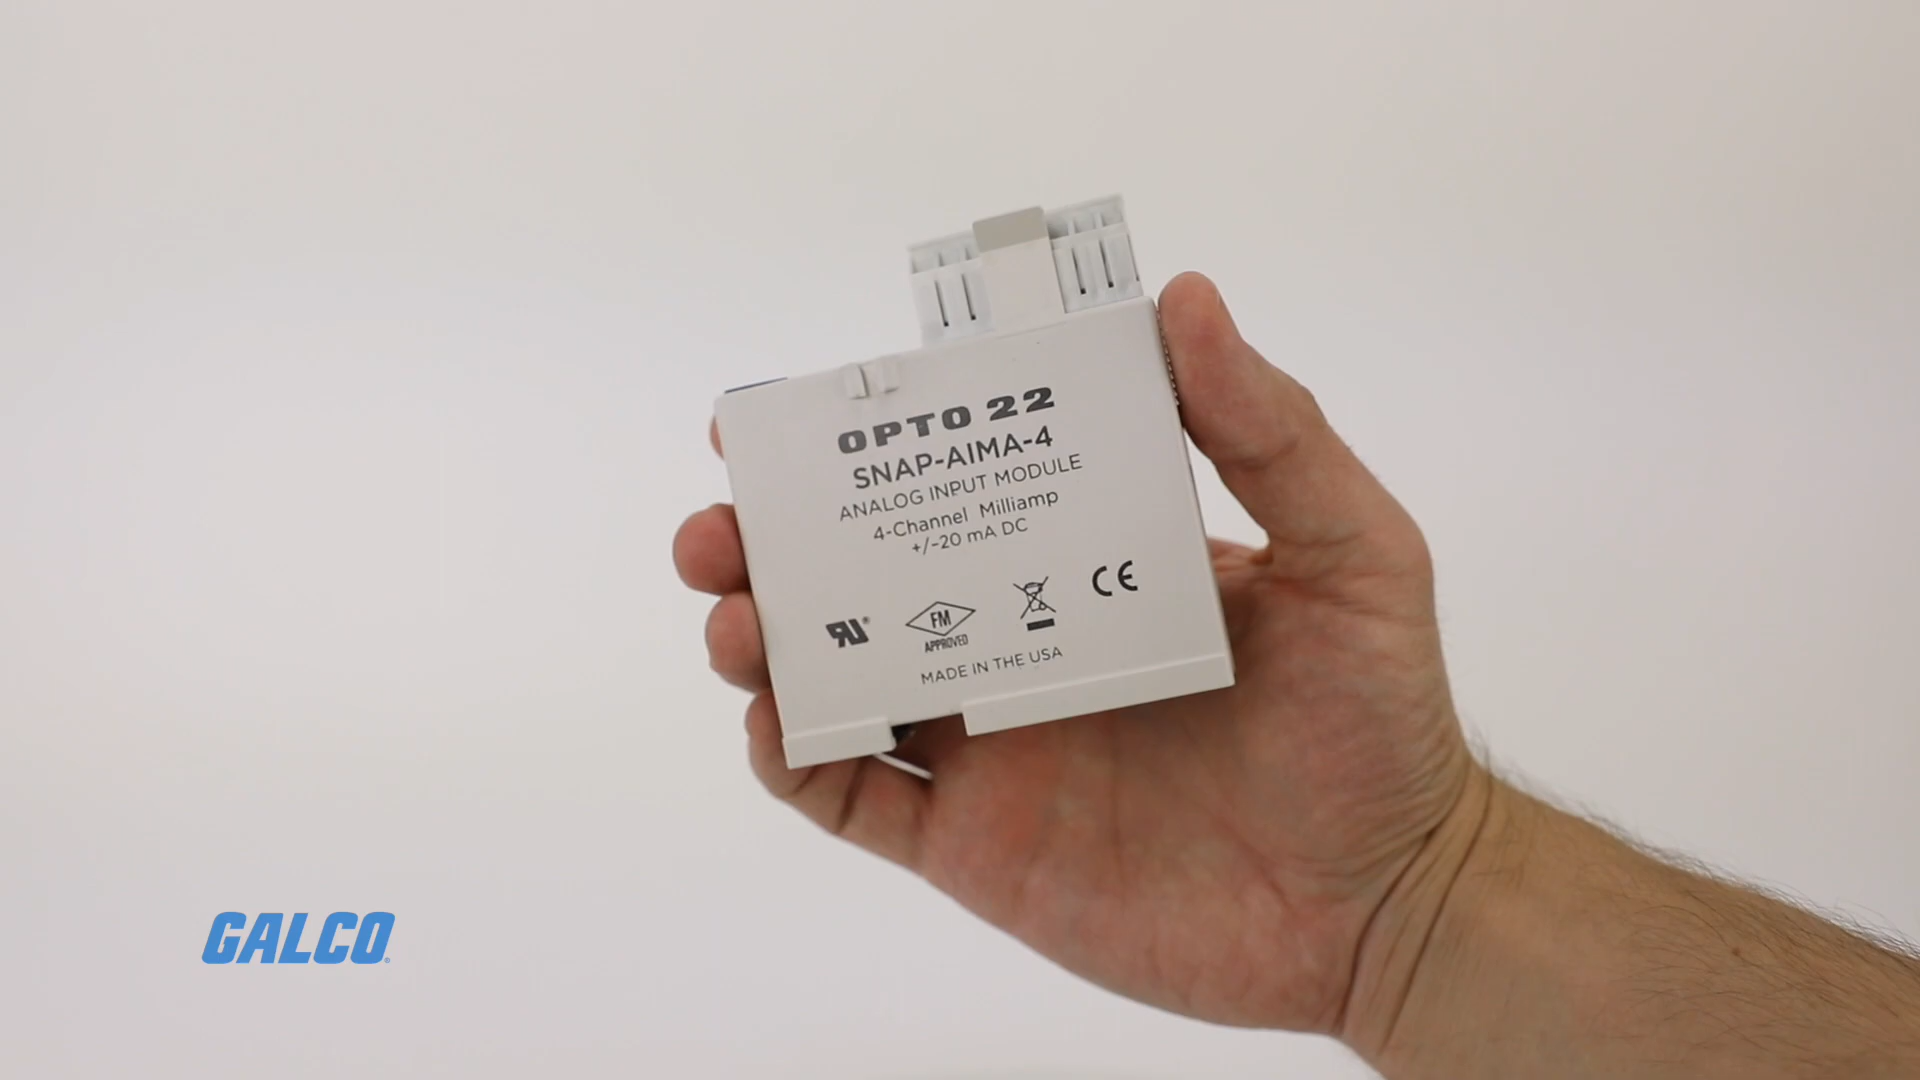 OPTO 22
SNAP-AIMA-4
ANALOG INPUT MODULE
4-Channel Milliamp
+/-20 mA DC
RU®
FM
APPROVED
CE
MADE IN THE USA
GALCO®